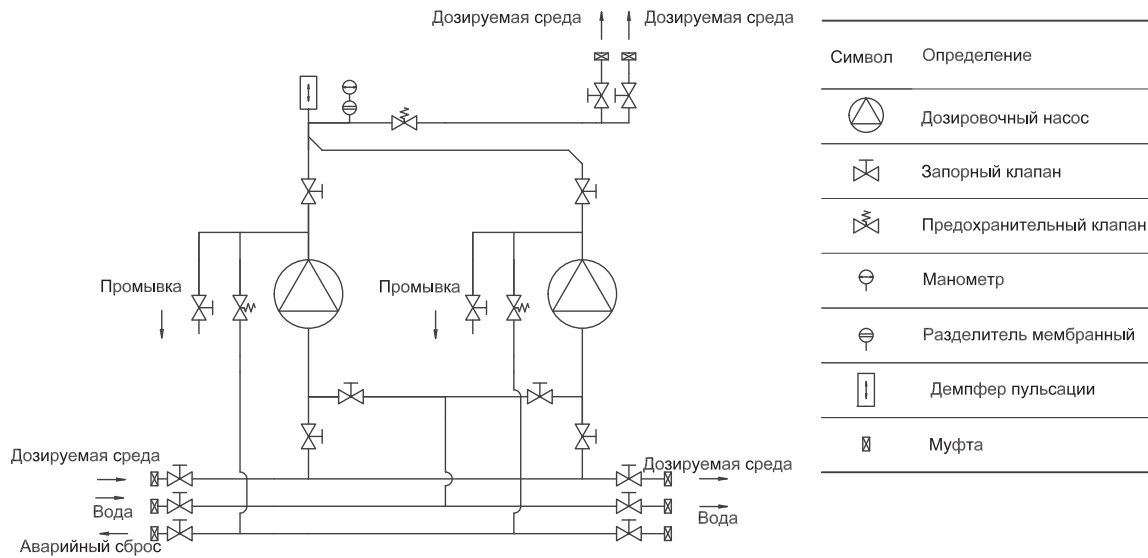 Дозируемая среда
Дозируемая среда
Промывка
Промывка
Дозируемая среда
Дозируемая среда
Вода
Вода
Аварийный сброс
Символ Определение
Дозировочный насос
Запорный клапан
Предохранительный клапан
Манометр
Разделитель мембранный
Демпфер пульсации
Муфта